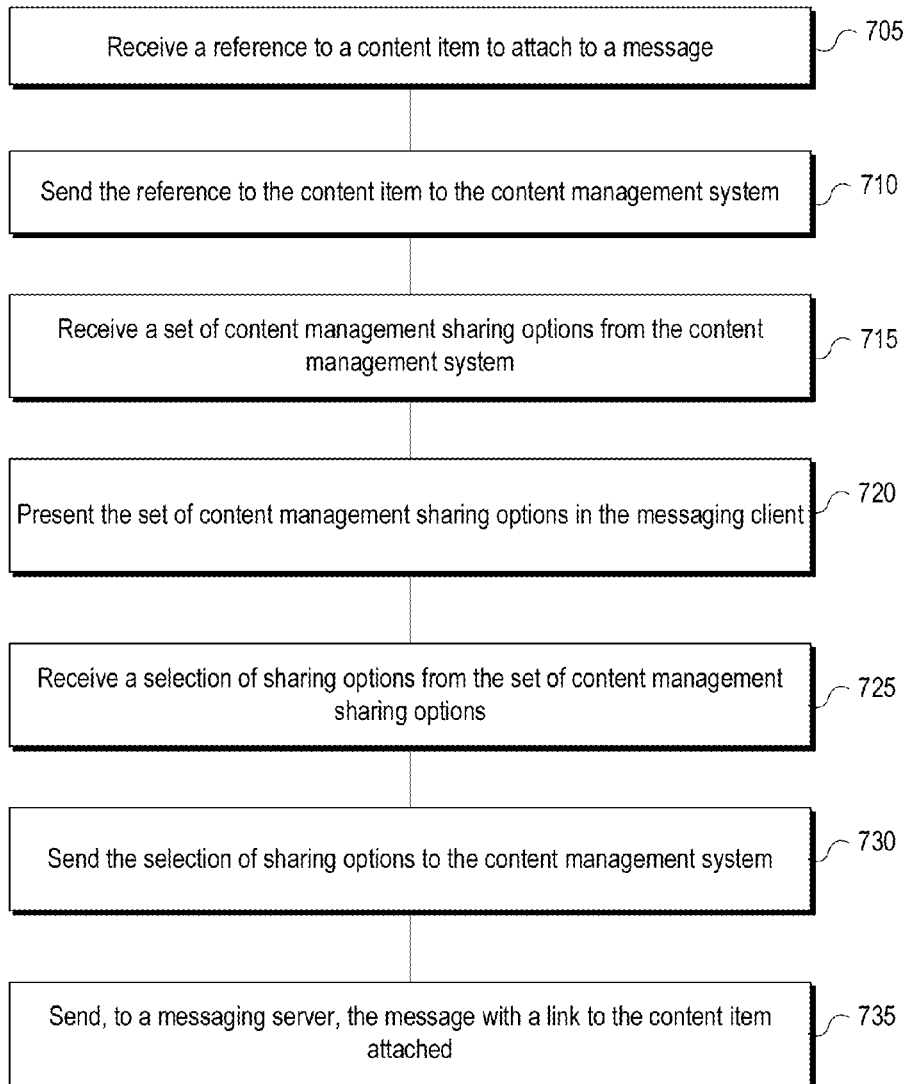 Receive a reference to a content item to attach to a message
705
Send the reference to the content item to the content management system
710
Receive a set of content management sharing options from the content
management system
715
Present the set of content management sharing options in the messaging client
720
Receive a selection of sharing options from the set of content management
sharing options
725
Send the selection of sharing options to the content management system
730
Send, to a messaging server, the message with a link to the content item
attached
735